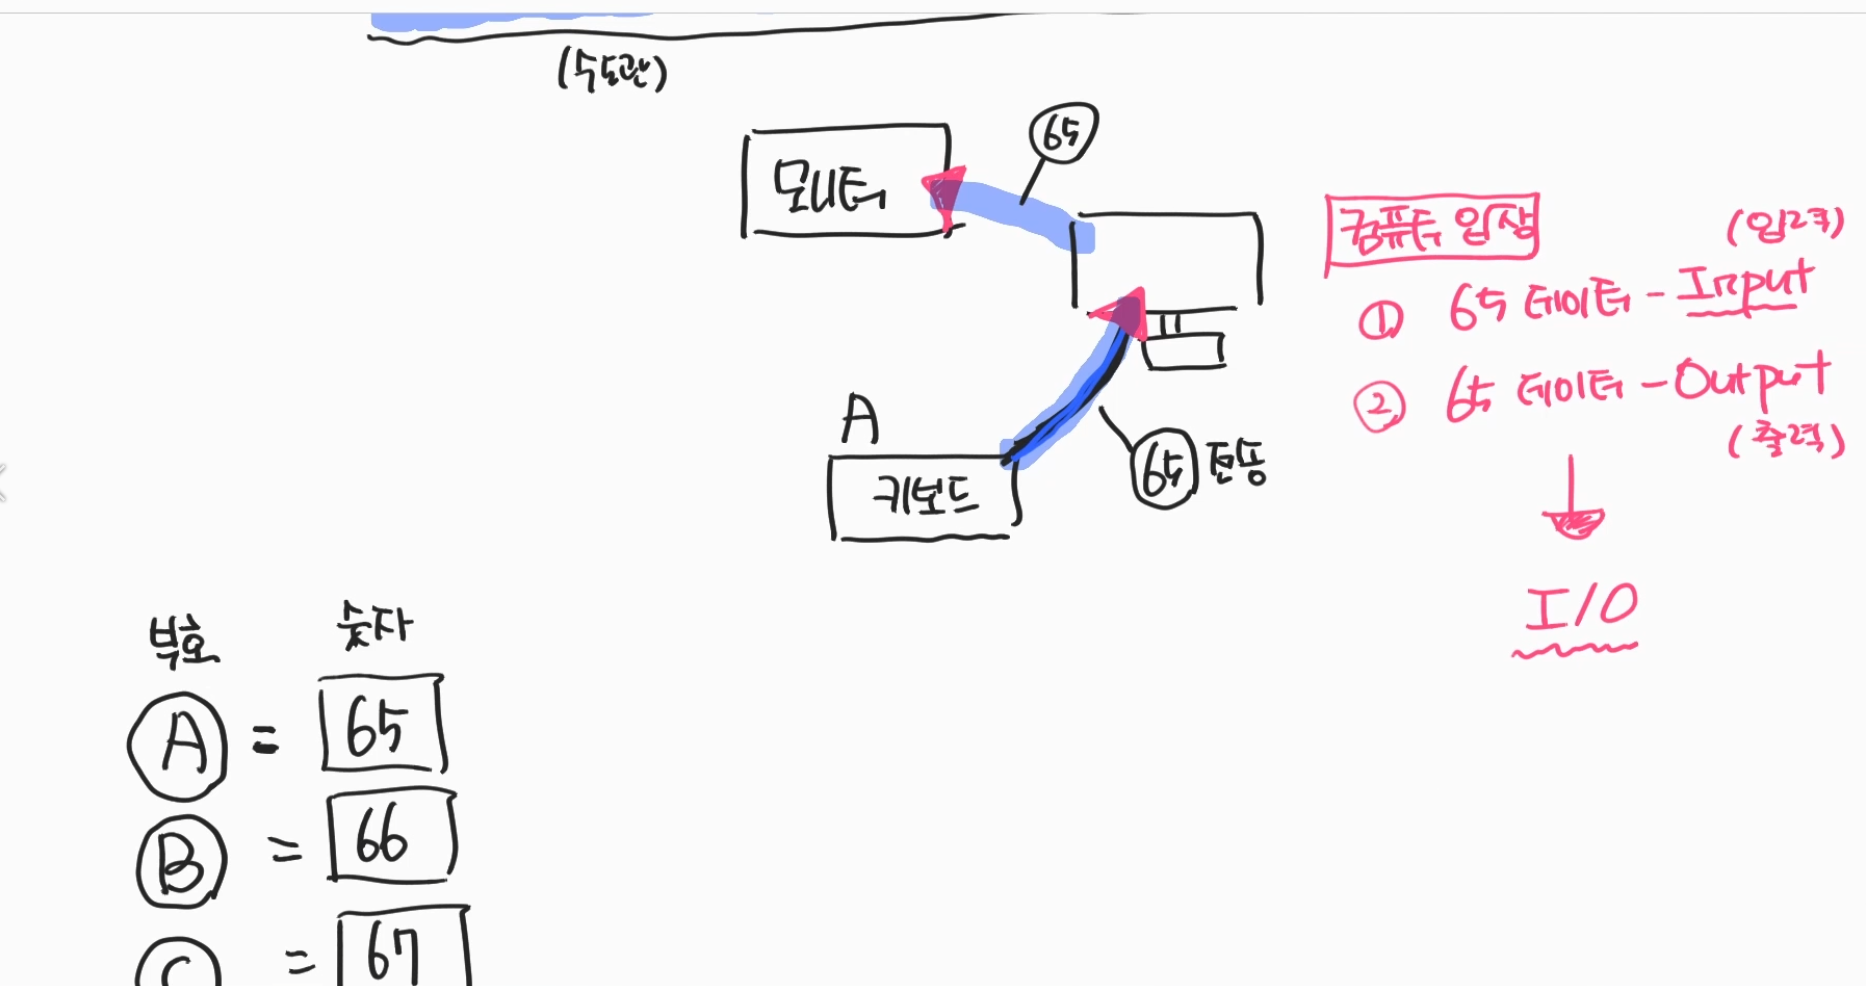 (수도관)
65
모니터
컴퓨터 입장
(입력)
① 65 데이터 - Input
② 65 데이터 - Output
(출력)
A
키보드
65 전송
I/O
부호 숫자
A = 65
B = 66
C = 67